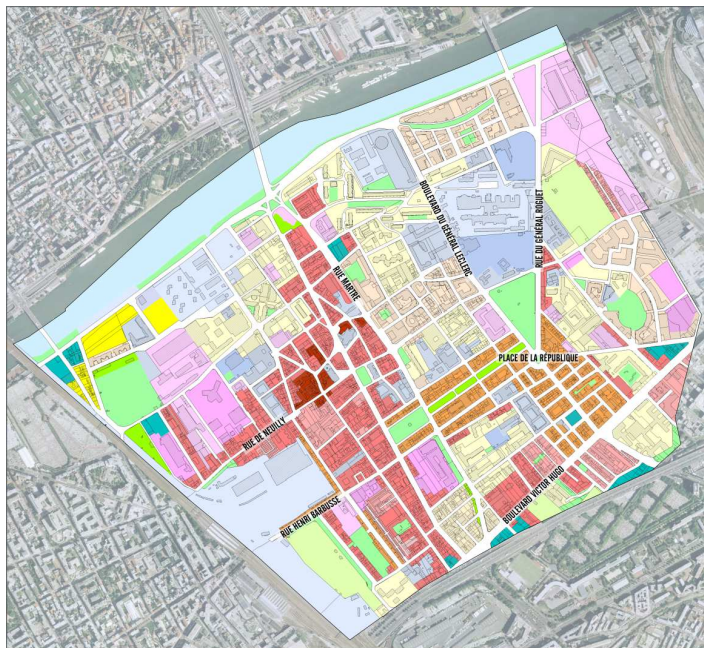 BOULEVARD DU GÉNÉRAL LECLERC
RUE DU GÉNÉRAL ROGUET
RUE MARTRE
PLACE DE LA RÉPUBLIQUE
RUE DE NEUILLY
RUE HENRI BARBUSSE
BOULEVARD VICTOR HUGO